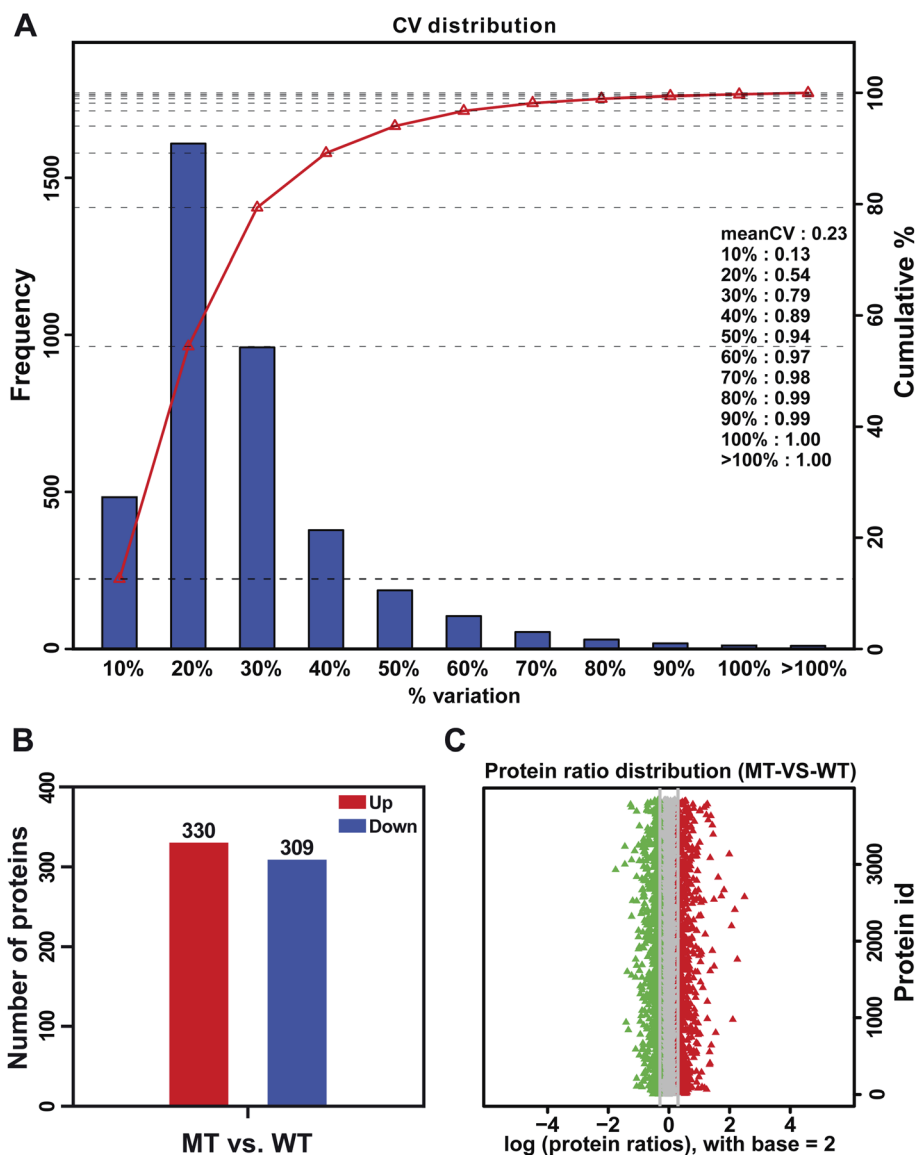 A
CV distribution
Frequency
0
500
1000
1500
10%
20%
30%
40%
50%
60%
70%
80%
90%
100%
>100%
% variation
0
20
40
60
80
100
Cumulative %
meanCV : 0.23
10% : 0.13
20% : 0.54
30% : 0.79
40% : 0.89
50% : 0.94
60% : 0.97
70% : 0.98
80% : 0.99
90% : 0.99
100% : 1.00
>100% : 1.00
B
Number of proteins
0
100
200
300
400
330
309
Up
Down
MT vs. WT
C
Protein ratio distribution (MT-VS-WT)
−4
−2
0
2
4
log (protein ratios), with base = 2
0
1000
2000
3000
Protein id